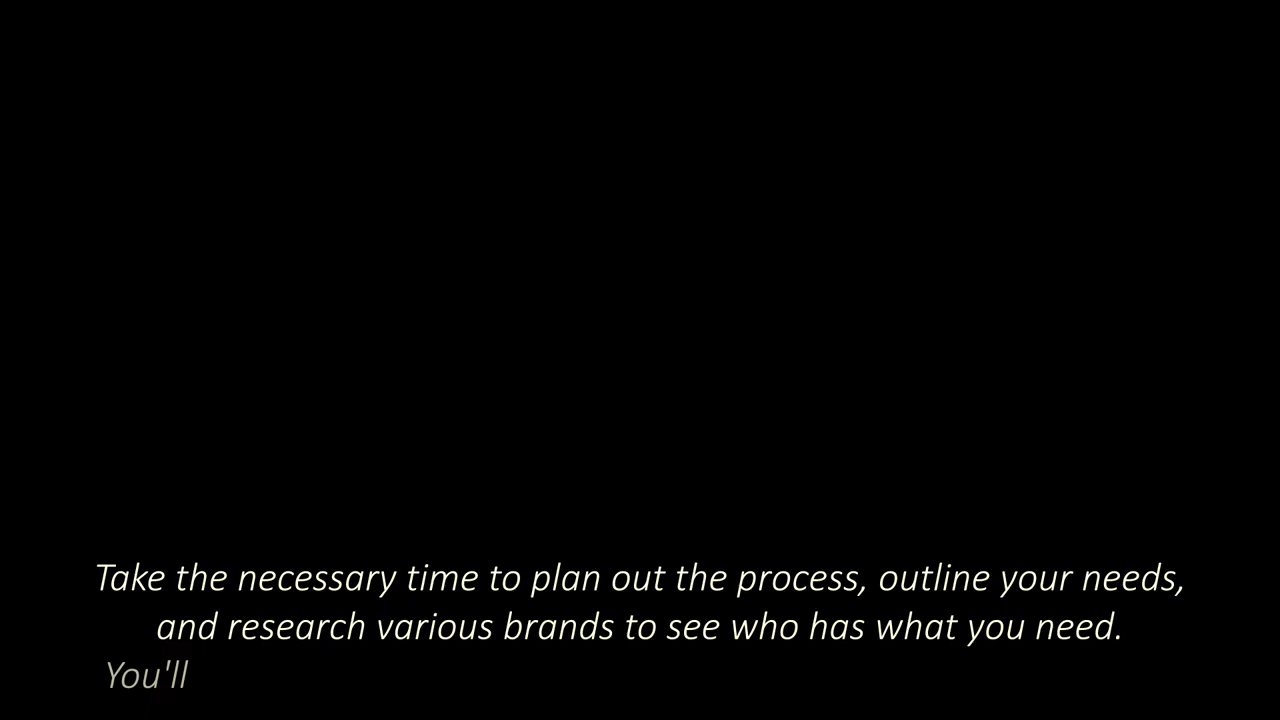 Take the necessary time to plan out the process, outline your needs,
and research various brands to see who has what you need.
You'll